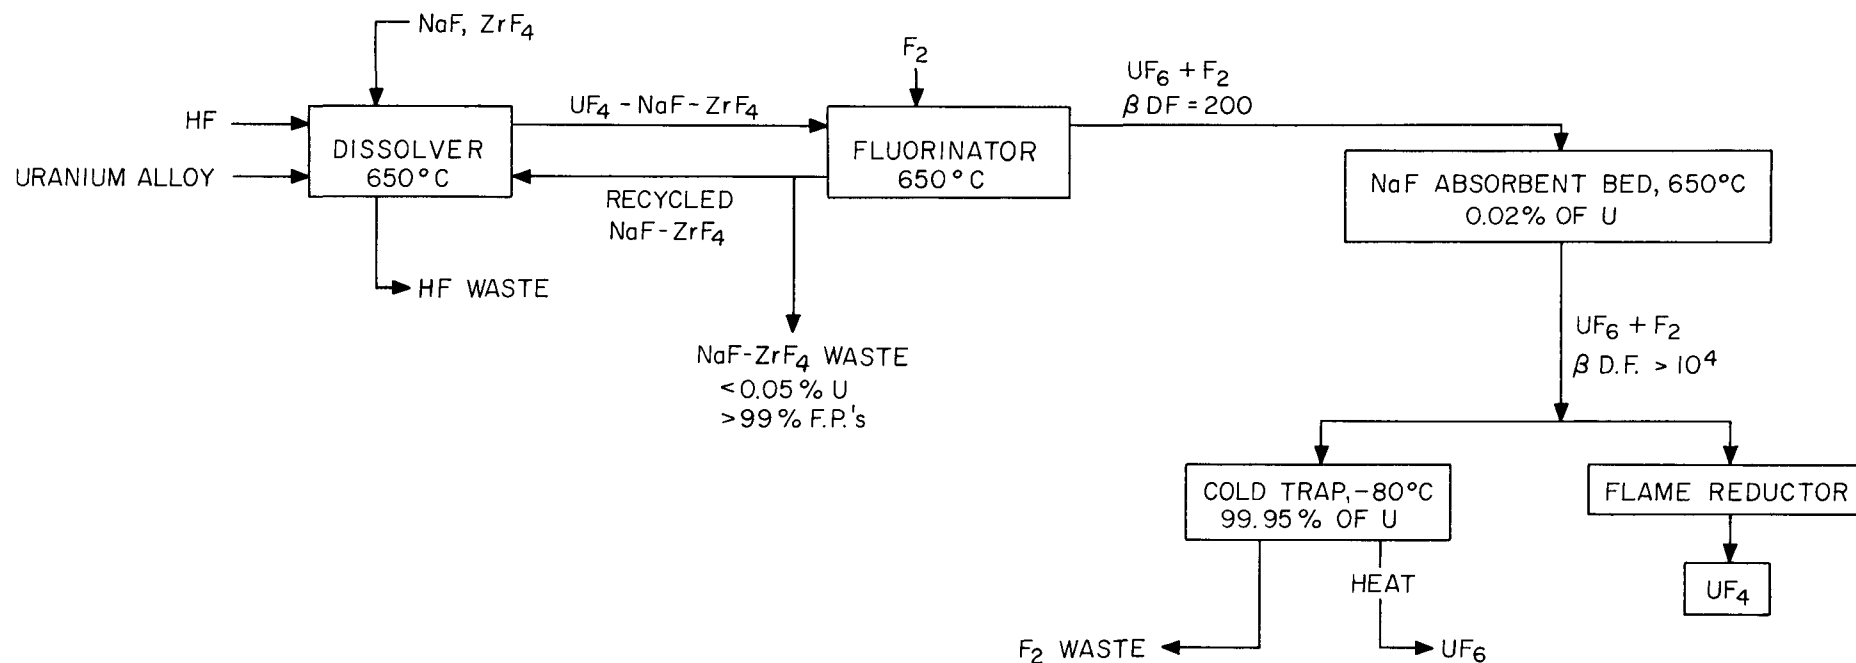 NaF, ZrF4
F2
UF6 + F2
β DF = 200
HF
UF4-NaF-ZrF4
DISSOLVER
650°C
FLUORINATOR
650°C
URANIUM ALLOY
RECYCLED
NaF-ZrF4
NaF ABSORBENT BED, 650°C
0.02% OF U
HF WASTE
UF6 + F2
β D.F. > 10⁴
NaF-ZrF4 WASTE
<0.05% U
>99% F.P.'s
COLD TRAP, -80°C
99.95% OF U
FLAME REDUCTOR
HEAT
UF4
F2 WASTE
UF6